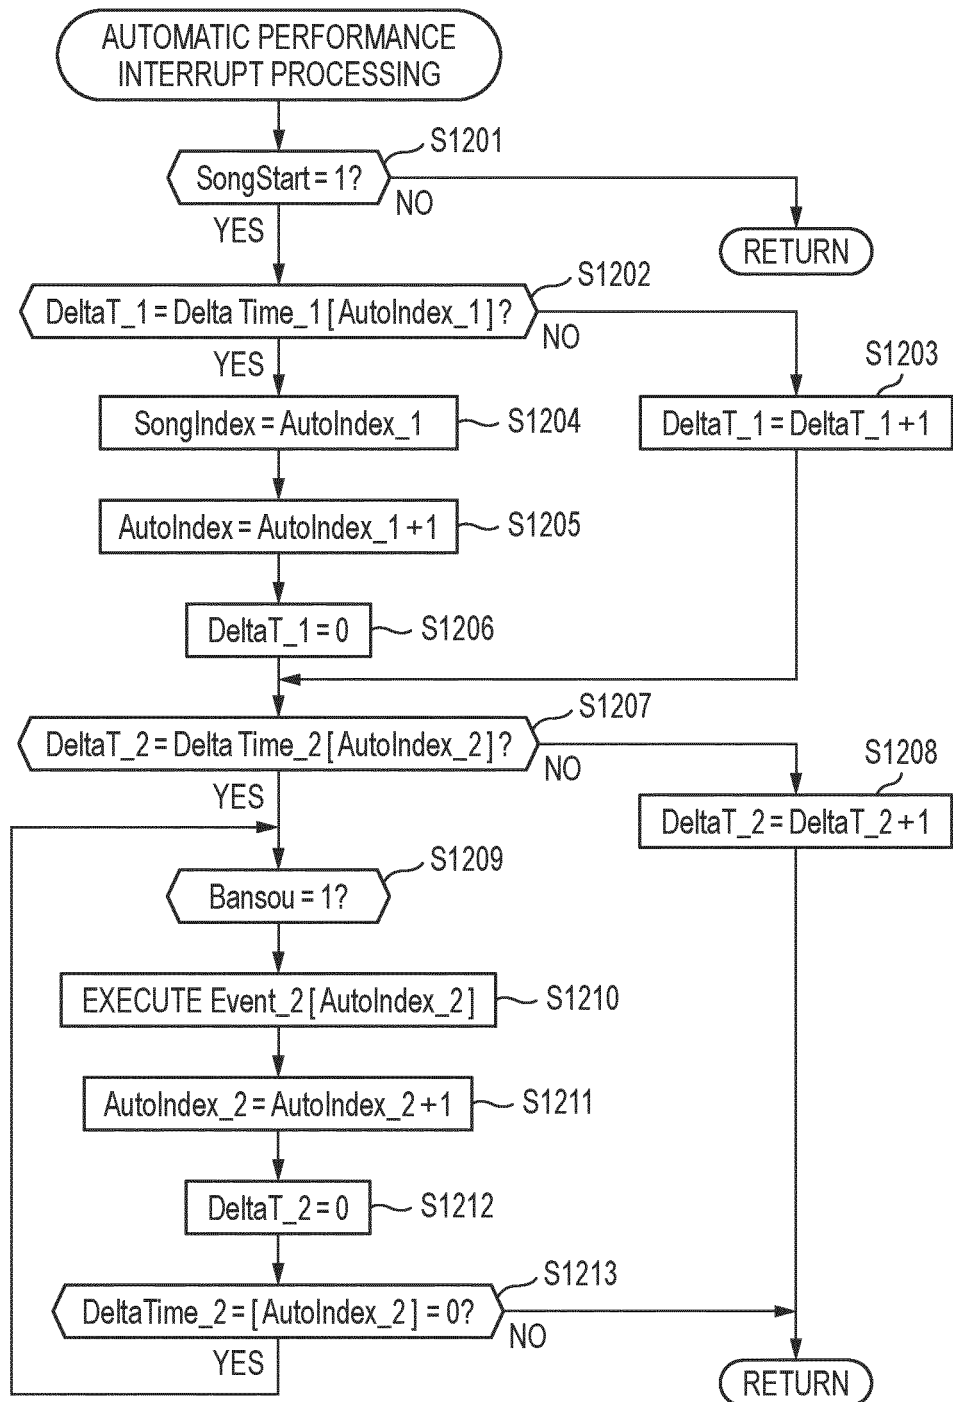 AUTOMATIC PERFORMANCE
INTERRUPT PROCESSING
S1201
SongStart = 1?
NO
YES
RETURN
S1202
DeltaT_1 = Delta Time_1 [ AutoIndex_1 ] ?
NO
YES
S1203
DeltaT_1 = DeltaT_1 + 1
SongIndex = AutoIndex_1
S1204
AutoIndex = AutoIndex_1 + 1
S1205
DeltaT_1 = 0
S1206
S1207
DeltaT_2 = Delta Time_2 [ AutoIndex_2 ] ?
NO
YES
S1208
DeltaT_2 = DeltaT_2 + 1
S1209
Bansou = 1?
EXECUTE Event_2 [ AutoIndex_2 ]
S1210
AutoIndex_2 = AutoIndex_2 + 1
S1211
DeltaT_2 = 0
S1212
S1213
DeltaTime_2 = [ AutoIndex_2 ] = 0?
NO
YES
RETURN